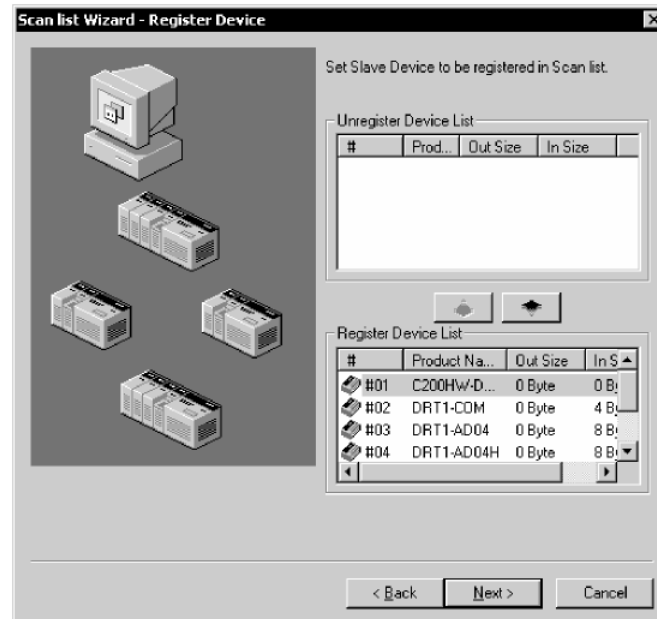 Scan list Wizard - Register Device
Set Slave Device to be registered in Scan list.
Unregister Device List
# Prod... Out Size In Size
Register Device List
# Product Na... Out Size In S
#01 C200HW-D... 0 Byte 0 B
#02 DRT1-COM 0 Byte 4 B
#03 DRT1-AD04 0 Byte 8 B
#04 DRT1-AD04H 0 Byte 8 B
< Back Next > Cancel